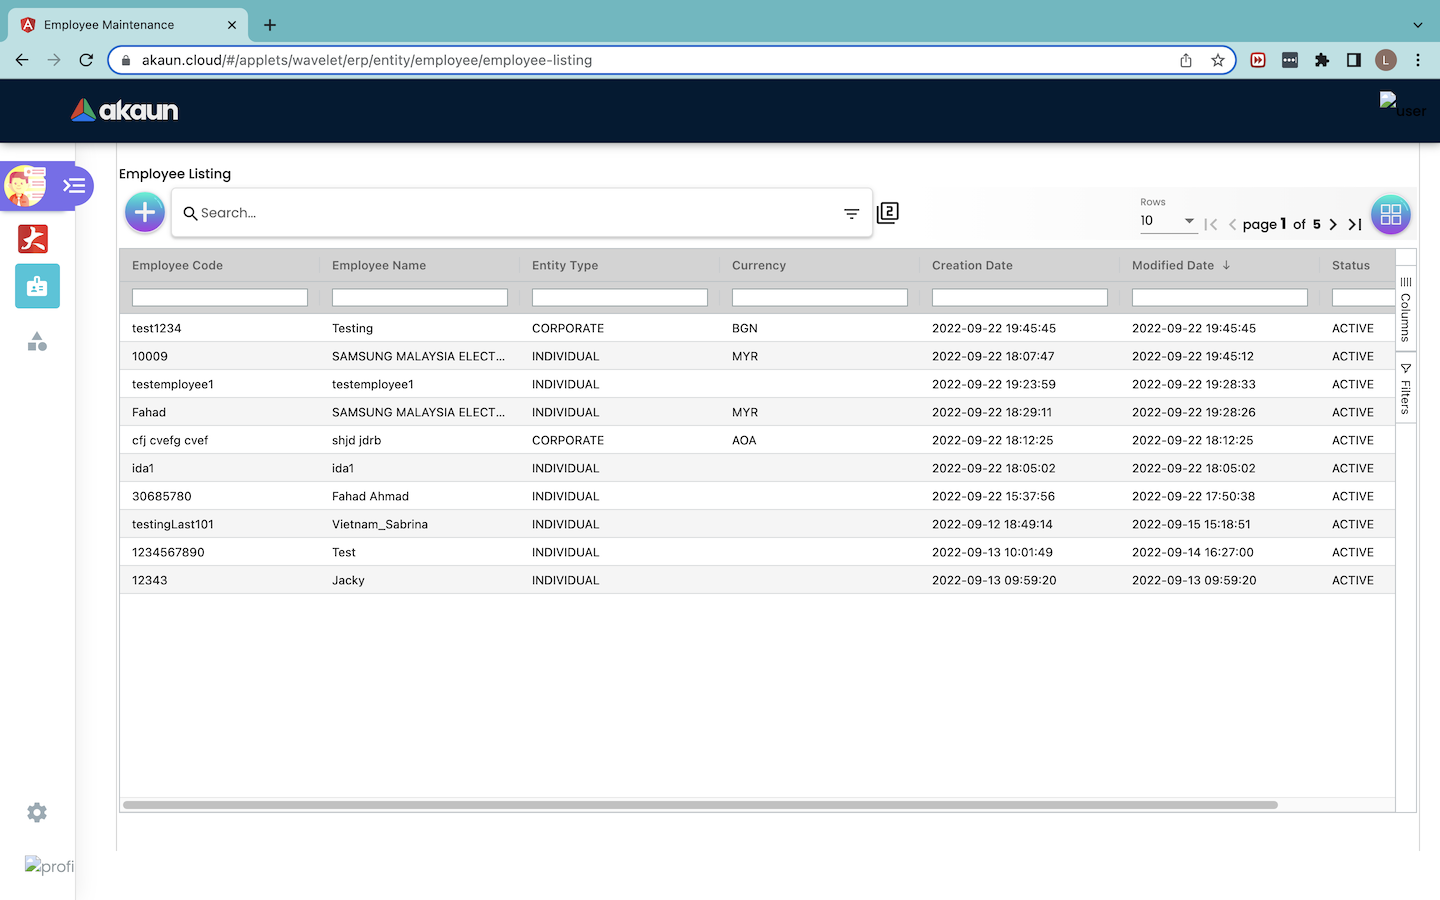 Employee Maintenance
akaun.cloud/#/applets/wavelet/erp/entity/employee/employee-listing
L
akaun
user
Employee Listing
Search...
2
Rows
10
page 1 of 5
Employee Code Employee Name Entity Type Currency Creation Date Modified Date Status
test1234 Testing CORPORATE BGN 2022-09-22 19:45:45 2022-09-22 19:45:45 ACTIVE
10009 SAMSUNG MALAYSIA ELECT... INDIVIDUAL MYR 2022-09-22 18:07:47 2022-09-22 19:45:12 ACTIVE
testemployee1 testemployee1 INDIVIDUAL 2022-09-22 19:23:59 2022-09-22 19:28:33 ACTIVE
Fahad SAMSUNG MALAYSIA ELECT... INDIVIDUAL MYR 2022-09-22 18:29:11 2022-09-22 19:28:26 ACTIVE
cfj cvefg cvef shjd jdrb CORPORATE AOA 2022-09-22 18:12:25 2022-09-22 18:12:25 ACTIVE
ida1 ida1 INDIVIDUAL 2022-09-22 18:05:02 2022-09-22 18:05:02 ACTIVE
30685780 Fahad Ahmad INDIVIDUAL 2022-09-22 15:37:56 2022-09-22 17:50:38 ACTIVE
testingLast101 Vietnam_Sabrina INDIVIDUAL 2022-09-12 18:49:14 2022-09-15 15:18:51 ACTIVE
1234567890 Test INDIVIDUAL 2022-09-13 10:01:49 2022-09-14 16:27:00 ACTIVE
12343 Jacky INDIVIDUAL 2022-09-13 09:59:20 2022-09-13 09:59:20 ACTIVE
Columns
Filters
profi